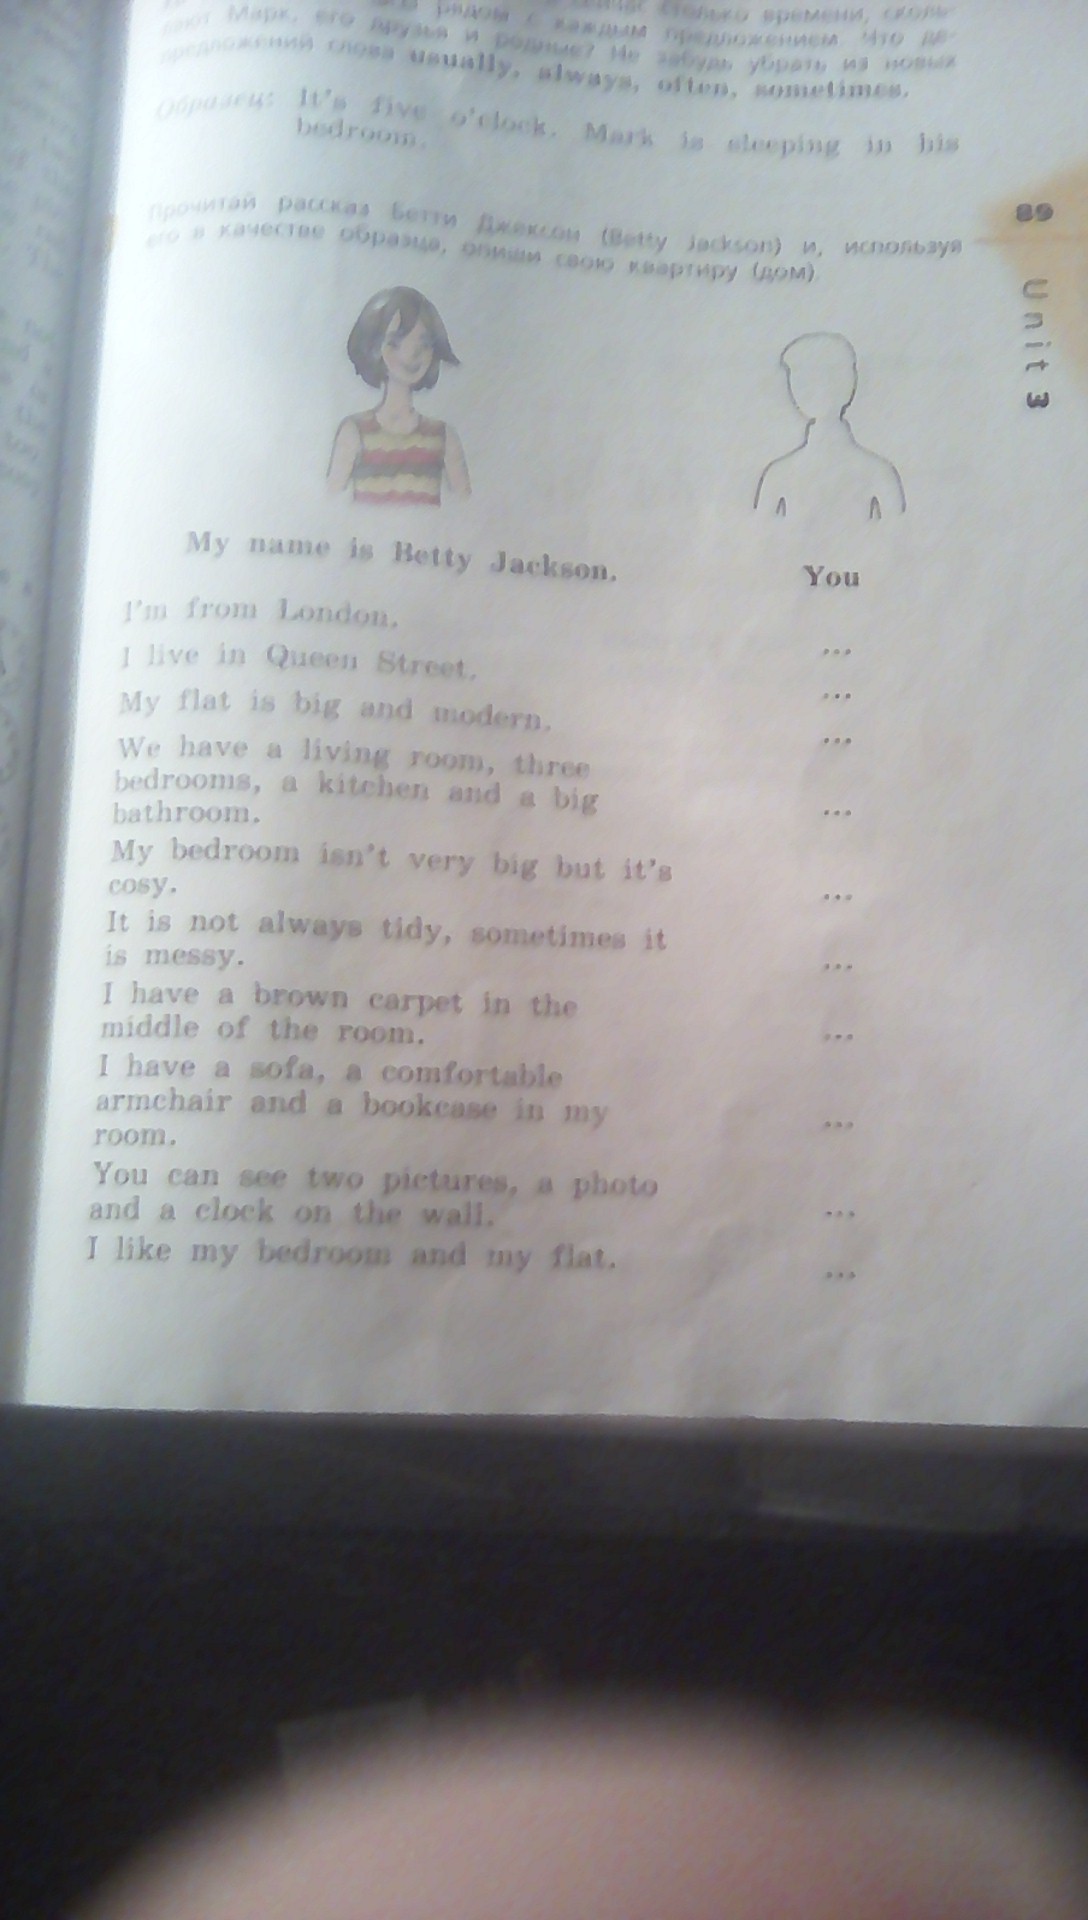 рядом с каждым предложением. Что де-
лают Марк, его друзья и родные? Не забудь убрать из новых
предложений слова usually, always, often, sometimes.
Образец: It's five o'clock. Mark is sleeping in his
bedroom.
Прочитай рассказ Бетти Джексон (Betty Jackson) и, используя
его в качестве образца, опиши свою квартиру (дом).
89
Unit 3
My name is Betty Jackson.
You
I'm from London.
...
I live in Queen Street.
...
My flat is big and modern.
...
We have a living room, three
bedrooms, a kitchen and a big
bathroom.
...
My bedroom isn't very big but it's
cosy.
...
It is not always tidy, sometimes it
is messy.
...
I have a brown carpet in the
middle of the room.
...
I have a sofa, a comfortable
armchair and a bookcase in my
room.
...
You can see two pictures, a photo
and a clock on the wall.
...
I like my bedroom and my flat.
...